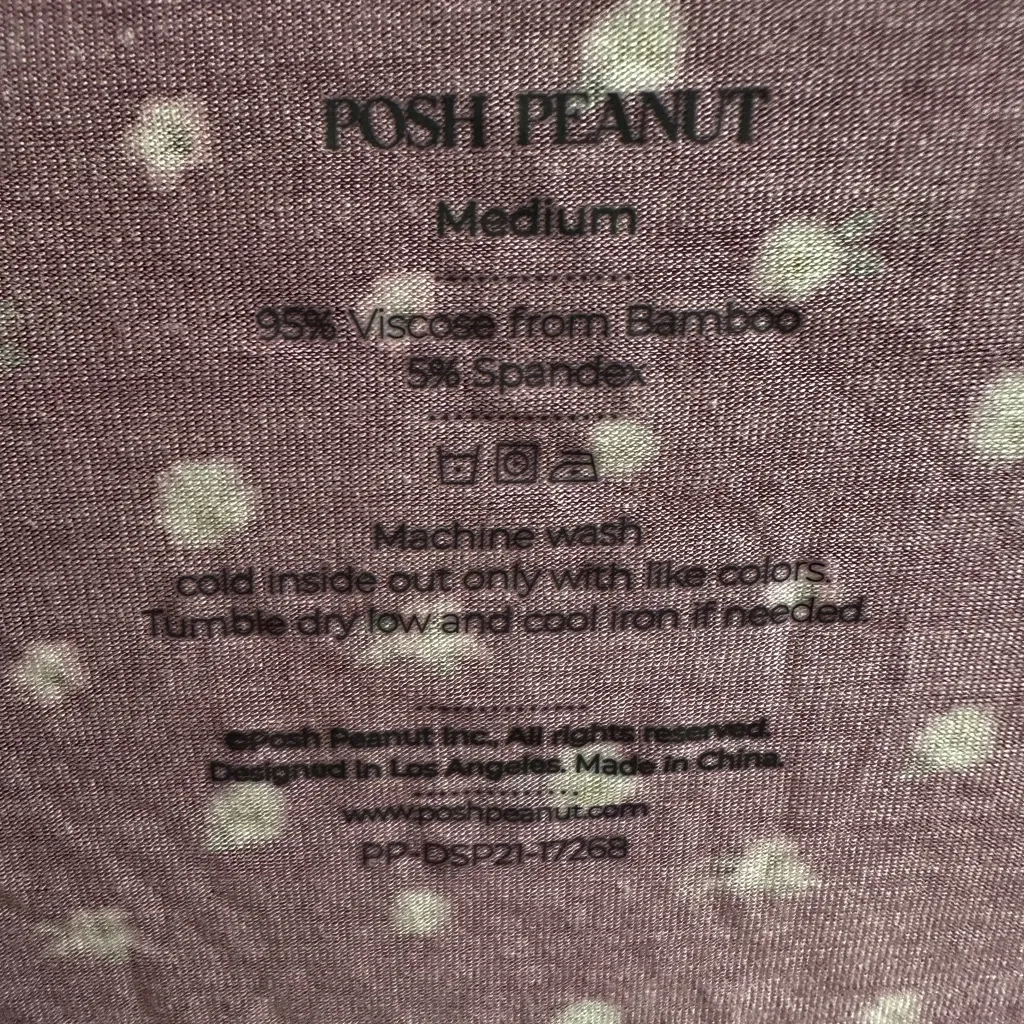 POSH PEANUT
Medium
95% Viscose from Bamboo
5% Spandex
Machine wash
cold inside out only with like colors.
Tumble dry low and cool iron if needed.
©Posh Peanut Inc, All rights reserved.
Designed in Los Angeles. Made in China.
www.poshpeanut.com
PP-DSP21-17268